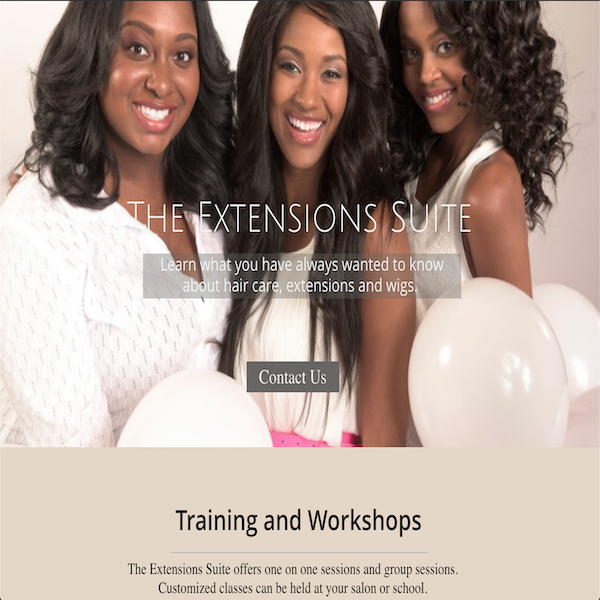 The Extensions Suite
Learn what you have always wanted to know
about hair care, extensions and wigs.
Contact Us
Training and Workshops
The Extensions Suite offers one on one sessions and group sessions.
Customized classes can be held at your salon or school.